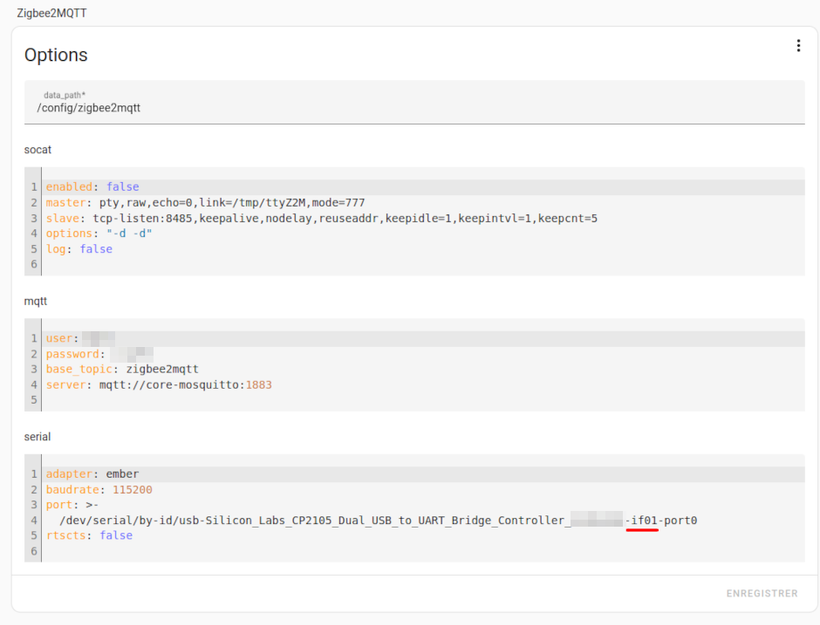 Zigbee2MQTT
Options
data_path*
/config/zigbee2mqtt
socat
1 enabled: false
2 master: pty,raw,echo=0,link=/tmp/ttyZ2M,mode=777
3 slave: tcp-listen:8485,keepalive,nodelay,reuseaddr,keepidle=1,keepintvl=1,keepcnt=5
4 options: "-d -d"
5 log: false
6
mqtt
1 user:
2 password:
3 base_topic: zigbee2mqtt
4 server: mqtt://core-mosquitto:1883
5
serial
1 adapter: ember
2 baudrate: 115200
3 port: >-
4 /dev/serial/by-id/usb-Silicon_Labs_CP2105_Dual_USB_to_UART_Bridge_Controller_ -if01-port0
5 rtscts: false
6
ENREGISTRER